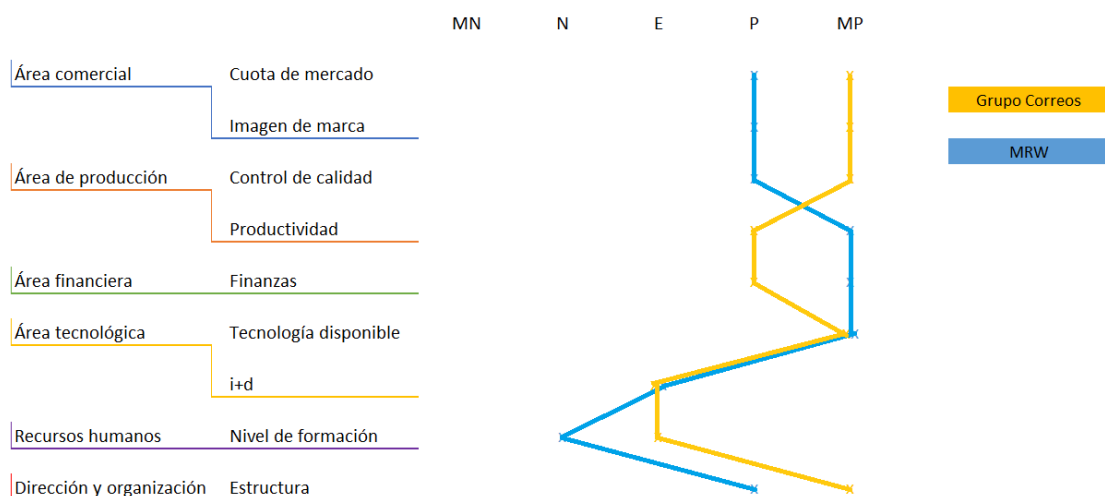 MN N E P MP
Área comercial Cuota de mercado
Grupo Correos
Imagen de marca
MRW
Área de producción Control de calidad
Productividad
Área financiera Finanzas
Área tecnológica Tecnología disponible
i+d
Recursos humanos Nivel de formación
Dirección y organización Estructura